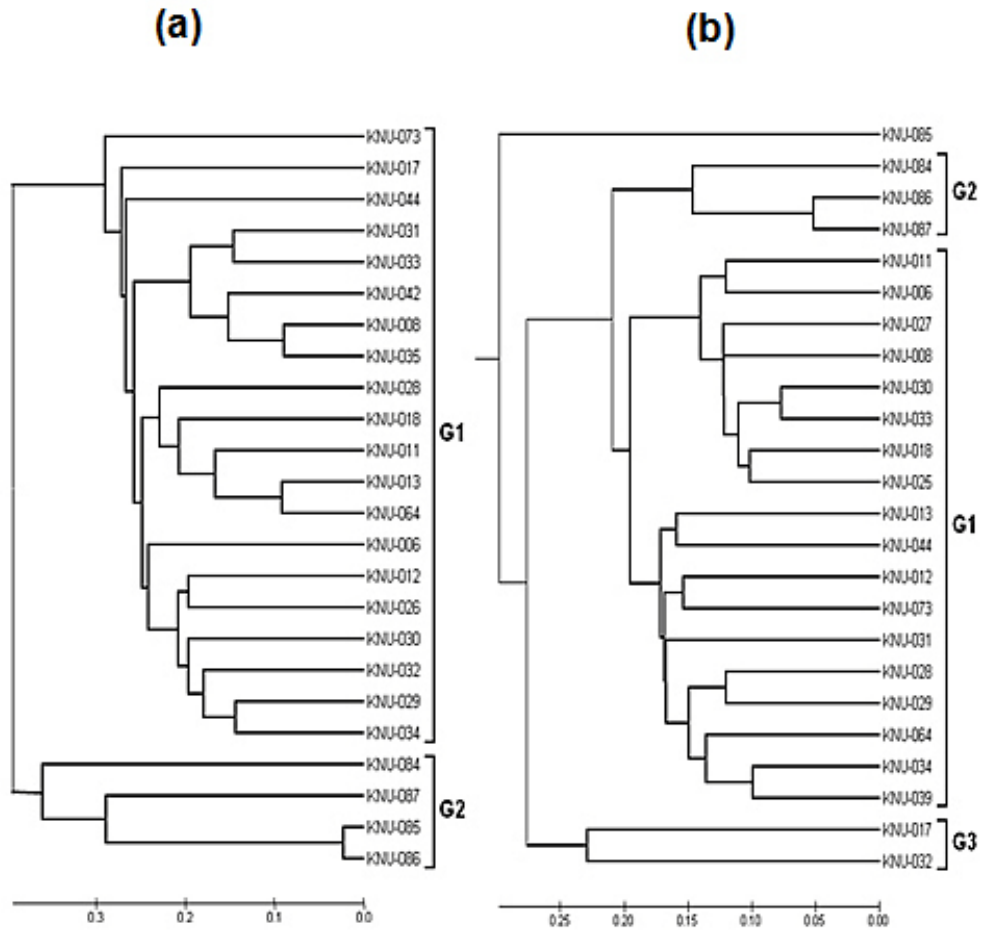 (a)
KNU-073
KNU-017
KNU-044
KNU-031
KNU-033
KNU-042
KNU-008
KNU-035
KNU-028
KNU-018
KNU-011
KNU-013
KNU-064
KNU-006
KNU-012
KNU-026
KNU-030
KNU-032
KNU-029
KNU-034
G1
KNU-084
KNU-087
KNU-085
KNU-086
G2
0.3 0.2 0.1 0.0
(b)
KNU-085
KNU-084
KNU-086
KNU-087
G2
KNU-011
KNU-006
KNU-027
KNU-008
KNU-030
KNU-033
KNU-018
KNU-025
KNU-013
KNU-044
KNU-012
KNU-073
KNU-031
KNU-028
KNU-029
KNU-064
KNU-034
KNU-039
G1
KNU-017
KNU-032
G3
0.25 0.20 0.15 0.10 0.05 0.00